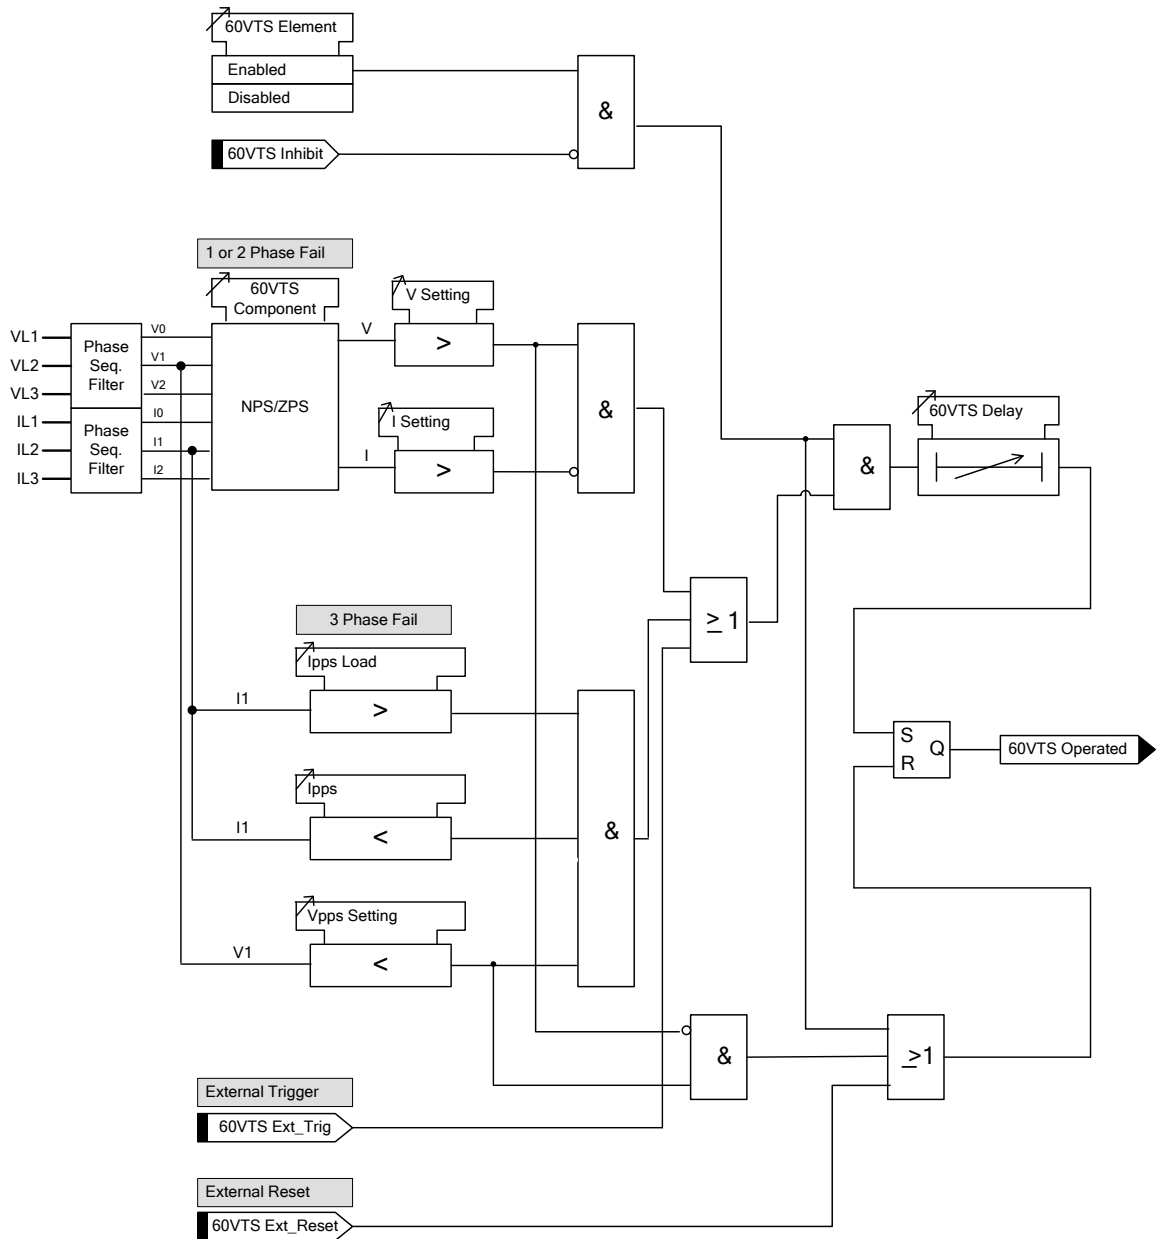 60VTS Element
Enabled
Disabled
&
60VTS Inhibit
1 or 2 Phase Fail
60VTS
Component
V Setting
V
>
VL1
VL2
VL3
Phase
Seq.
Filter
V0
V1
V2
NPS/ZPS
&
IL1
IL2
IL3
Phase
Seq.
Filter
I0
I1
I2
I Setting
I
>
60VTS Delay
&
3 Phase Fail
≥ 1
Ipps Load
I1
>
S
R
Q
60VTS Operated
Ipps
I1
<
&
Vpps Setting
V1
<
&
≥1
External Trigger
60VTS Ext_Trig
External Reset
60VTS Ext_Reset